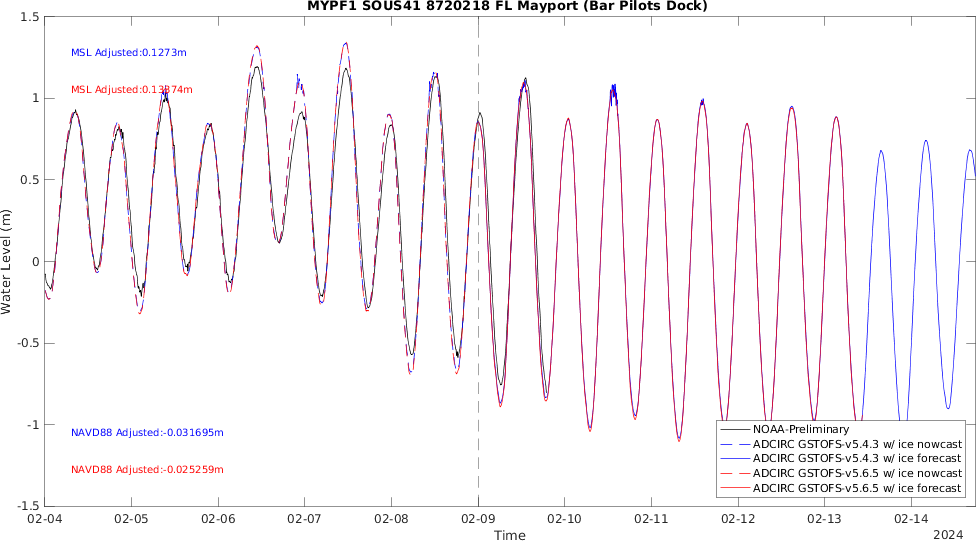 MYPF1 SOUS41 8720218 FL Mayport (Bar Pilots Dock)
1.5
1
0.5
0
-0.5
-1
-1.5
Water Level (m)
MSL Adjusted:0.1273m
MSL Adjusted:0.13374m
NAVD88 Adjusted:-0.031695m
NAVD88 Adjusted:-0.025259m
NOAA-Preliminary
ADCIRC GSTOFS-v5.4.3 w/ ice nowcast
ADCIRC GSTOFS-v5.4.3 w/ ice forecast
ADCIRC GSTOFS-v5.6.5 w/ ice nowcast
ADCIRC GSTOFS-v5.6.5 w/ ice forecast
02-04 02-05 02-06 02-07 02-08 02-09 02-10 02-11 02-12 02-13 02-14
Time
2024